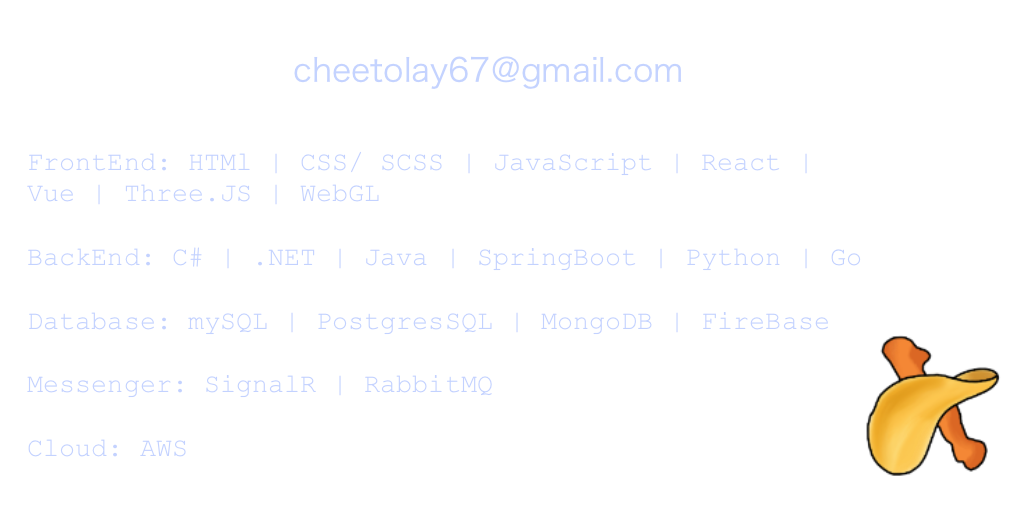 cheetolay67@gmail.com
FrontEnd: HTMl | CSS/ SCSS | JavaScript | React |
Vue | Three.JS | WebGL
BackEnd: C# | .NET | Java | SpringBoot | Python | Go
Database: mySQL | PostgresSQL | MongoDB | FireBase
Messenger: SignalR | RabbitMQ
Cloud: AWS